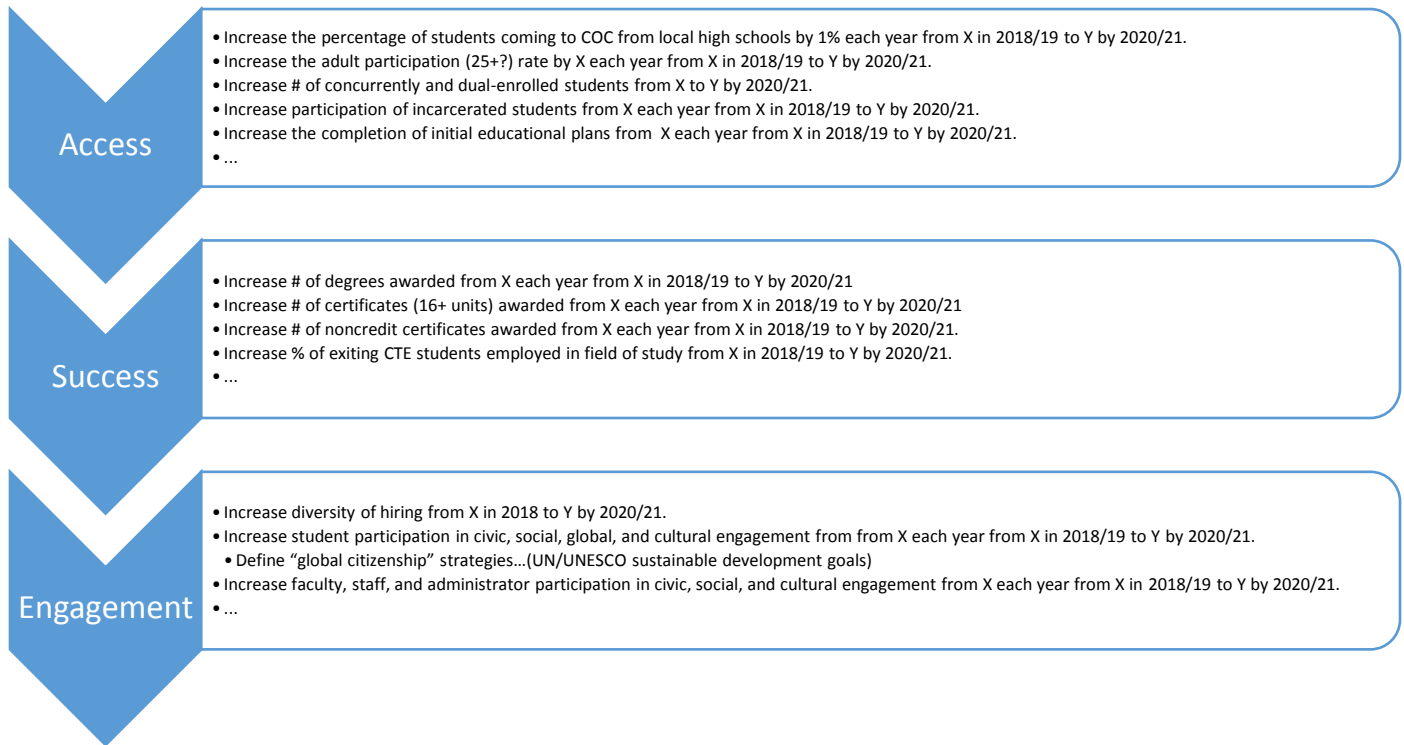 Access
• Increase the percentage of students coming to COC from local high schools by 1% each year from X in 2018/19 to Y by 2020/21.
• Increase the adult participation (25+?) rate by X each year from X in 2018/19 to Y by 2020/21.
• Increase # of concurrently and dual-enrolled students from X to Y by 2020/21.
• Increase participation of incarcerated students from X each year from X in 2018/19 to Y by 2020/21.
• Increase the completion of initial educational plans from  X each year from X in 2018/19 to Y by 2020/21.
• ...
Success
• Increase # of degrees awarded from X each year from X in 2018/19 to Y by 2020/21
• Increase # of certificates (16+ units) awarded from X each year from X in 2018/19 to Y by 2020/21
• Increase # of noncredit certificates awarded from X each year from X in 2018/19 to Y by 2020/21.
• Increase % of exiting CTE students employed in field of study from X in 2018/19 to Y by 2020/21.
• ...
Engagement
• Increase diversity of hiring from X in 2018 to Y by 2020/21.
• Increase student participation in civic, social, global, and cultural engagement from from X each year from X in 2018/19 to Y by 2020/21.
• Define “global citizenship” strategies…(UN/UNESCO sustainable development goals)
• Increase faculty, staff, and administrator participation in civic, social, and cultural engagement from X each year from X in 2018/19 to Y by 2020/21.
• ...